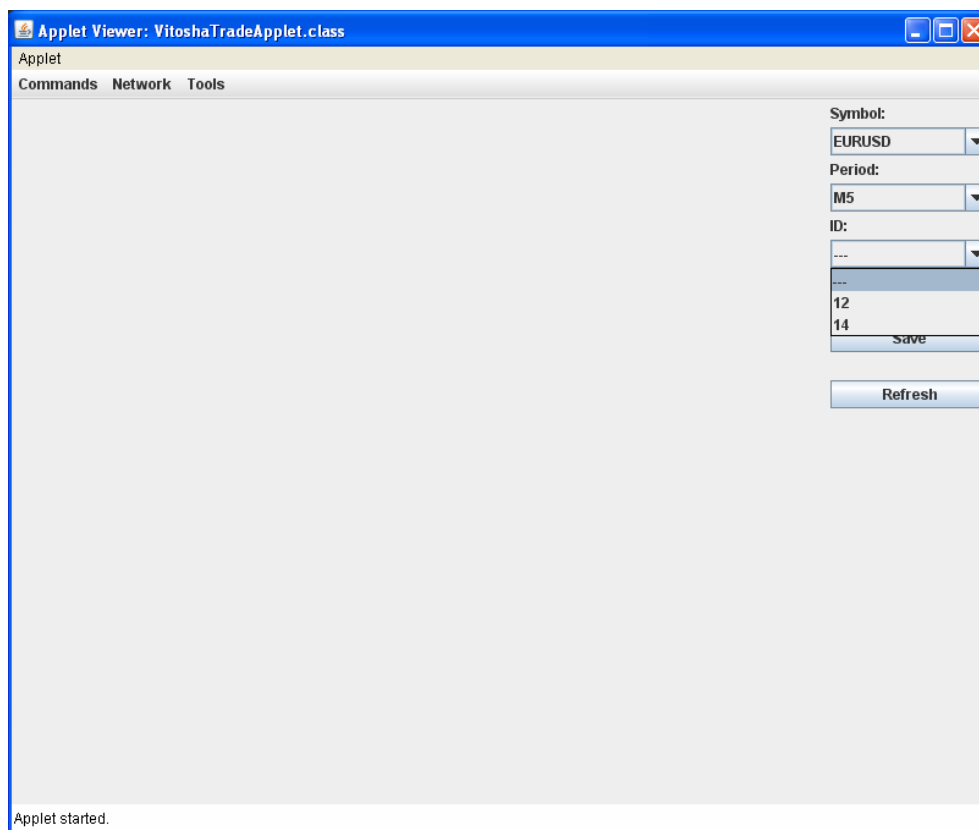 Applet Viewer: VitoshaTradeApplet.class
Applet
Commands Network Tools
Symbol:
EURUSD
Period:
M5
ID:
---
---
12
14
Save
Refresh
Applet started.